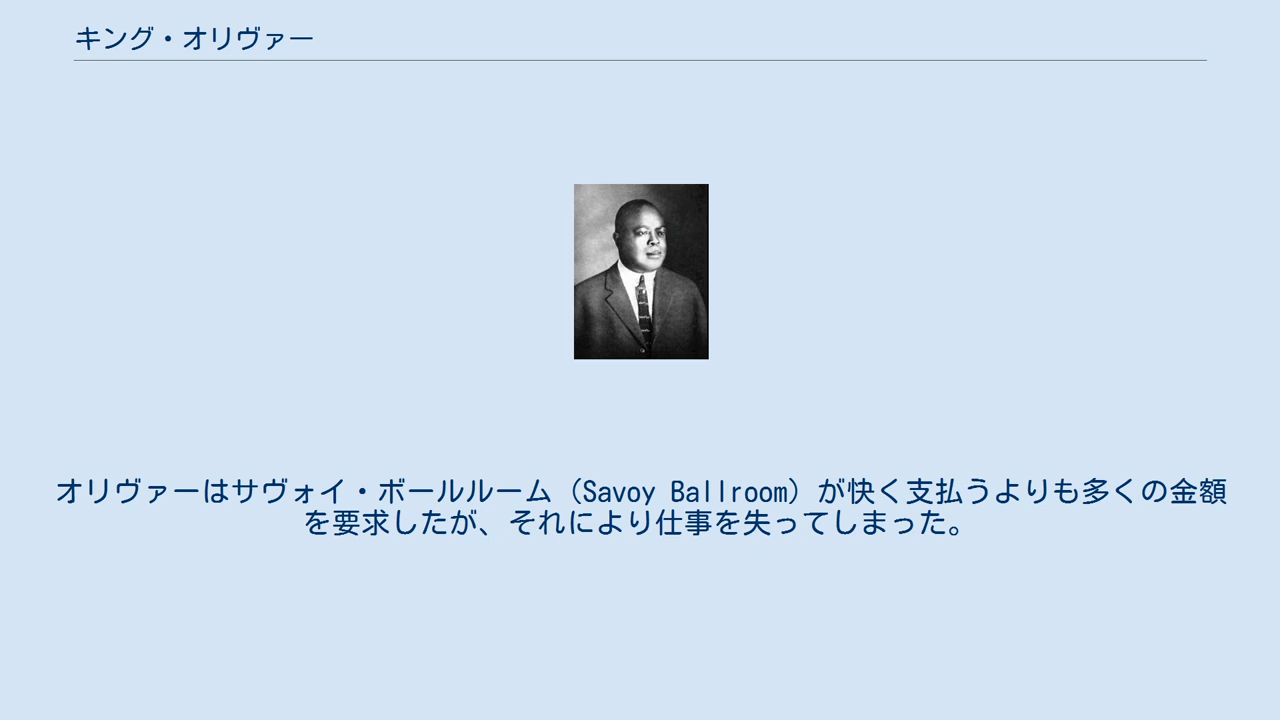 キング・オリヴァー
オリヴァーはサヴォイ・ボールルーム（Savoy Ballroom）が快く支払うよりも多くの金額
を要求したが、それにより仕事を失ってしまった。